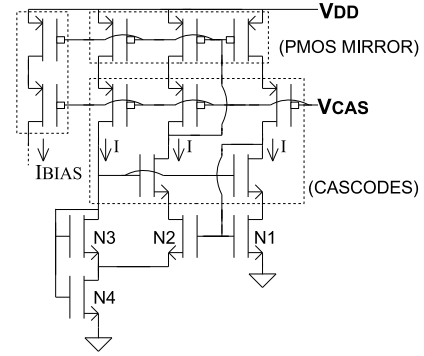 VDD
(PMOS MIRROR)
VCAS
I
I
I
IBIAS
(CASCODES)
N3
N2
N1
N4